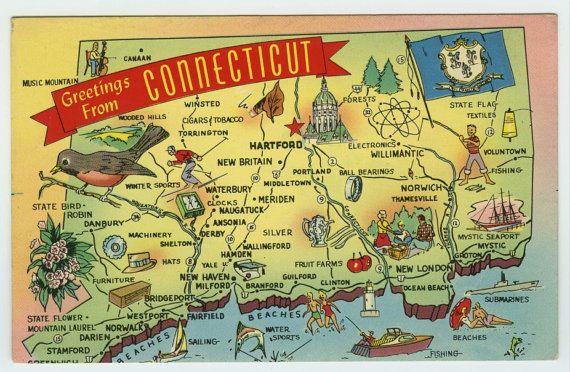 Greetings From CONNECTICUT
CANAAN
MUSIC MOUNTAIN
WINSTED
WOODED HILLS
CIGARS & TOBACCO
TORRINGTON
FORESTS
STATE FLAG
TEXTILES
HARTFORD
ELECTRONICS
WILLIMANTIC
VOLUNTOWN
NEW BRITAIN
PORTLAND
BALL BEARINGS
FISHING
WINTER SPORTS
WATERBURY
MIDDLETOWN
NORWICH
THAMESVILLE
STATE BIRD-
ROBIN
CLOCKS
MERIDEN
NAUGATUCK
DANBURY
ANSONIA
SILVER
MACHINERY
DERBY
SHELTON
WALLINGFORD
MYSTIC SEAPORT
MYSTIC
HAMDEN
GROTON
HATS
YALE
FRUIT FARMS
NEW LONDON
FURNITURE
NEW HAVEN
GUILFORD
CLINTON
OCEAN BEACH
MILFORD
BRANFORD
BRIDGEPORT
SUBMARINES
STATE FLOWER-
MOUNTAIN LAUREL
WESTPORT
FAIRFIELD
BEACHES
NORWALK
WATER SPORTS
BEACHES
DARIEN
STAMFORD
BEACHES
SAILING
FISHING
GREENWICH